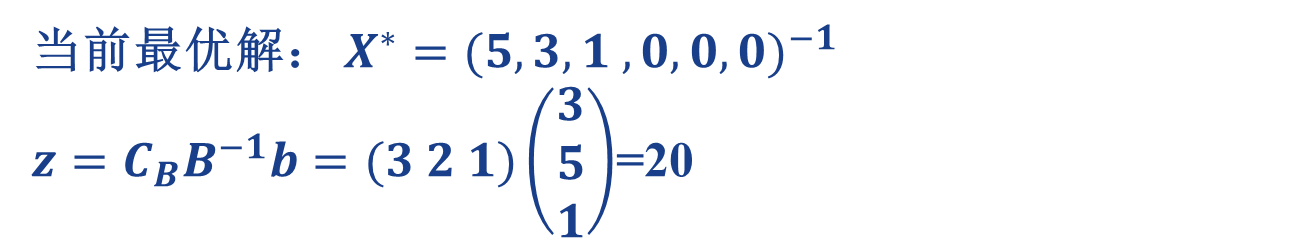 当前最优解: X* = (5,3,1,0,0,0)⁻¹
z = C_B B⁻¹ b = (3 2 1) (3 5 1) =20